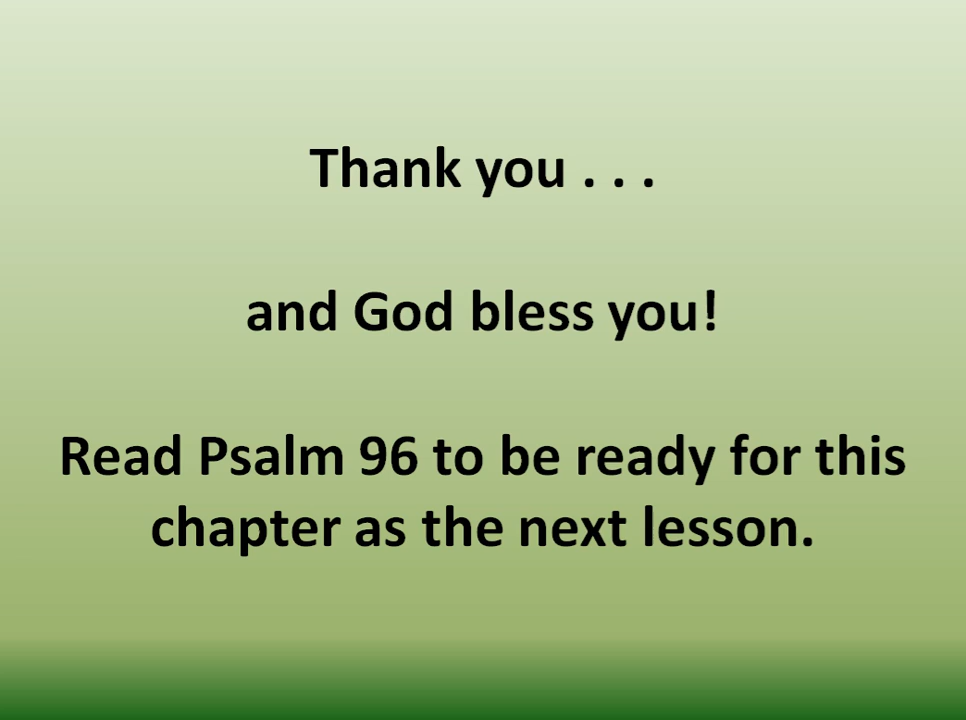 Thank you . . .
and God bless you!
Read Psalm 96 to be ready for this
chapter as the next lesson.